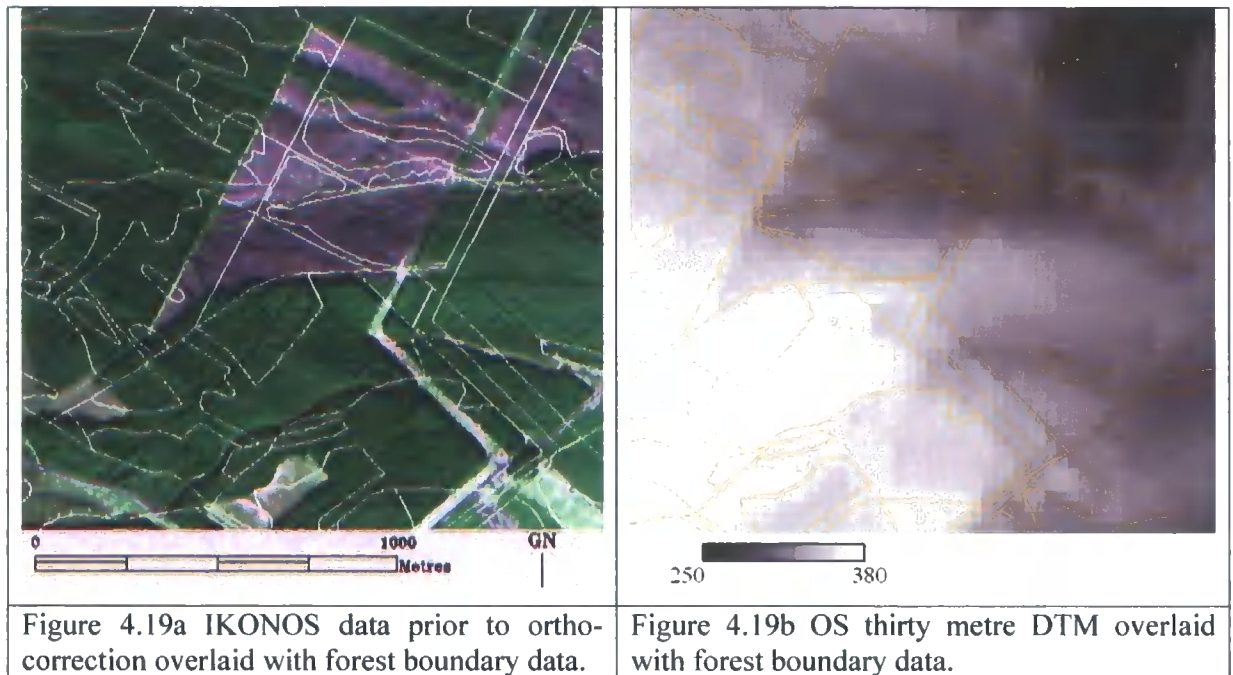 0 1000 GN
Metres
250 380
Figure 4.19a IKONOS data prior to ortho-
correction overlaid with forest boundary data.
Figure 4.19b OS thirty metre DTM overlaid
with forest boundary data.